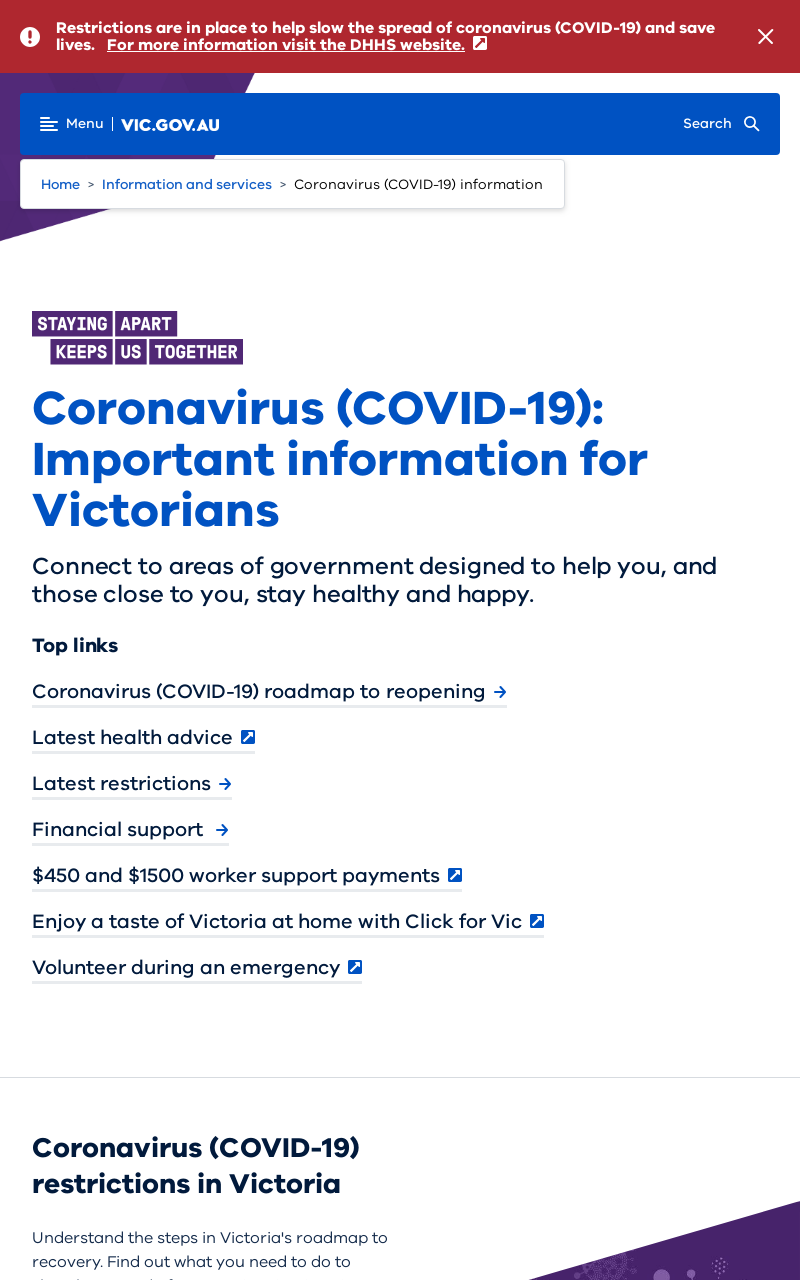 Restrictions are in place to help slow the spread of coronavirus (COVID-19) and save
lives. For more information visit the DHHS website.
Menu | VIC.GOV.AU
Search
Home > Information and services > Coronavirus (COVID-19) information
STAYING APART
KEEPS US TOGETHER
Coronavirus (COVID-19):
Important information for
Victorians
Connect to areas of government designed to help you, and
those close to you, stay healthy and happy.
Top links
Coronavirus (COVID-19) roadmap to reopening
Latest health advice
Latest restrictions
Financial support
$450 and $1500 worker support payments
Enjoy a taste of Victoria at home with Click for Vic
Volunteer during an emergency
Coronavirus (COVID-19)
restrictions in Victoria
Understand the steps in Victoria's roadmap to
recovery. Find out what you need to do to